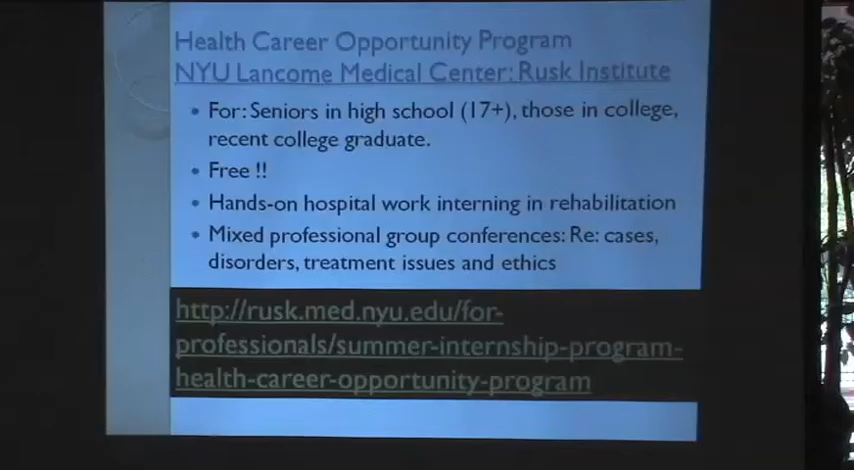 Health Career Opportunity Program
NYU Lancome Medical Center: Rusk Institute
• For: Seniors in high school (17+), those in college,
recent college graduate.
• Free !!
• Hands-on hospital work interning in rehabilitation
• Mixed professional group conferences: Re: cases,
disorders, treatment issues and ethics
http://rusk.med.nyu.edu/for-
professionals/summer-internship-program-
health-career-opportunity-program